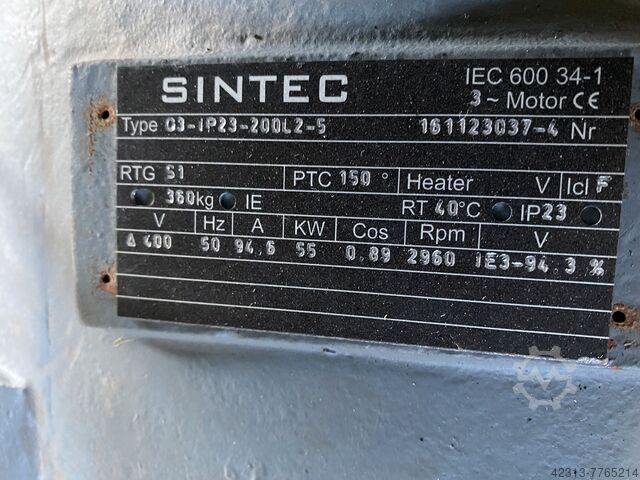 SINTEC IEC 600 34-1
3~ Motor CE
Type C3-IP23-200L2-5 161123037-4 Nr
RTG S1 PTC 150 ° Heater V Icl F
360kg IE RT 40°C IP23
V Hz A KW Cos Rpm V
Δ 400 50 94.6 55 0.89 2960 IE3-94.3 %
42313-7765214